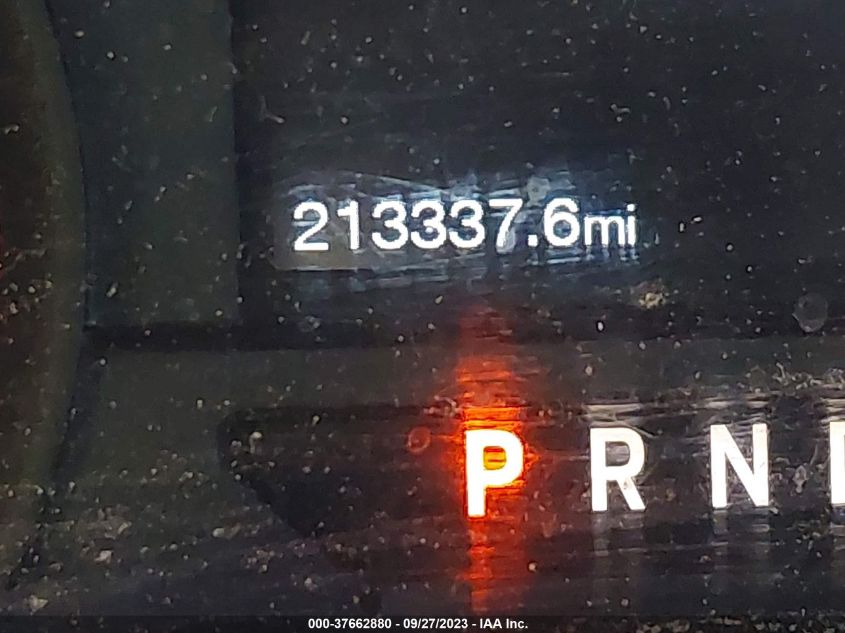 213337.6mi
P R N
000-37662880 - 09/27/2023 - IAA Inc.